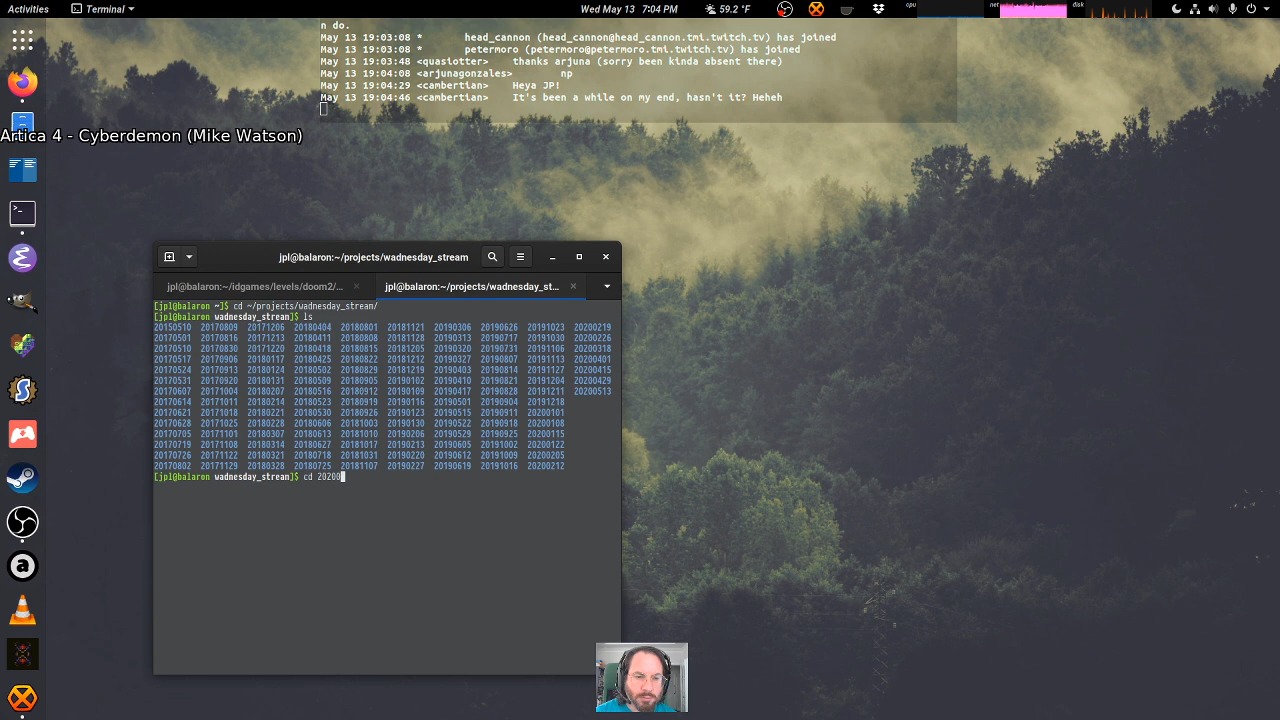 Activities
Terminal
Wed May 13 7:04 PM
59.2 °F
cpu
net
disk
n do.
May 13 19:03:08 * head_cannon (head_cannon@head_cannon.tmi.twitch.tv) has joined
May 13 19:03:08 * petermoro (petermoro@petermoro.tmi.twitch.tv) has joined
May 13 19:03:48 <quasiotter> thanks arjuna (sorry been kinda absent there)
May 13 19:04:08 <arjunagonzales> np
May 13 19:04:29 <cambertian> Heya JP!
May 13 19:04:46 <cambertian> It's been a while on my end, hasn't it? Heheh
Artica 4 - Cyberdemon (Mike Watson)
jpl@balaron:~/projects/wadnesday_stream
jpl@balaron:~/idgames/levels/doom2/...
jpl@balaron:~/projects/wadnesday_st...
[jpl@balaron ~]$ cd ~/projects/wadnesday_stream/
[jpl@balaron wadnesday_stream]$ ls
20150510 20170809 20171206 20180404 20180801 20181121 20190306 20190626 20191023 20200219
20170501 20170816 20171213 20180411 20180808 20181128 20190313 20190717 20191030 20200226
20170510 20170830 20171220 20180418 20180815 20181205 20190320 20190731 20191106 20200318
20170517 20170906 20180117 20180425 20180822 20181212 20190327 20190807 20191113 20200401
20170524 20170913 20180124 20180502 20180829 20181219 20190403 20190814 20191127 20200415
20170531 20170920 20180131 20180509 20180905 20190102 20190410 20190821 20191204 20200429
20170607 20171004 20180207 20180516 20180912 20190109 20190417 20190828 20191211 20200513
20170614 20171011 20180214 20180523 20180919 20190116 20190501 20190904 20191218
20170621 20171018 20180221 20180530 20180926 20190123 20190515 20190911 20200101
20170628 20171025 20180228 20180606 20181003 20190130 20190522 20190918 20200108
20170705 20171101 20180307 20180613 20181010 20190206 20190529 20190925 20200115
20170719 20171108 20180314 20180627 20181017 20190213 20190605 20191002 20200122
20170726 20171122 20180321 20180718 20181031 20190220 20190612 20191009 20200205
20170802 20171129 20180328 20180725 20181107 20190227 20190619 20191016 20200212
[jpl@balaron wadnesday_stream]$ cd 20200